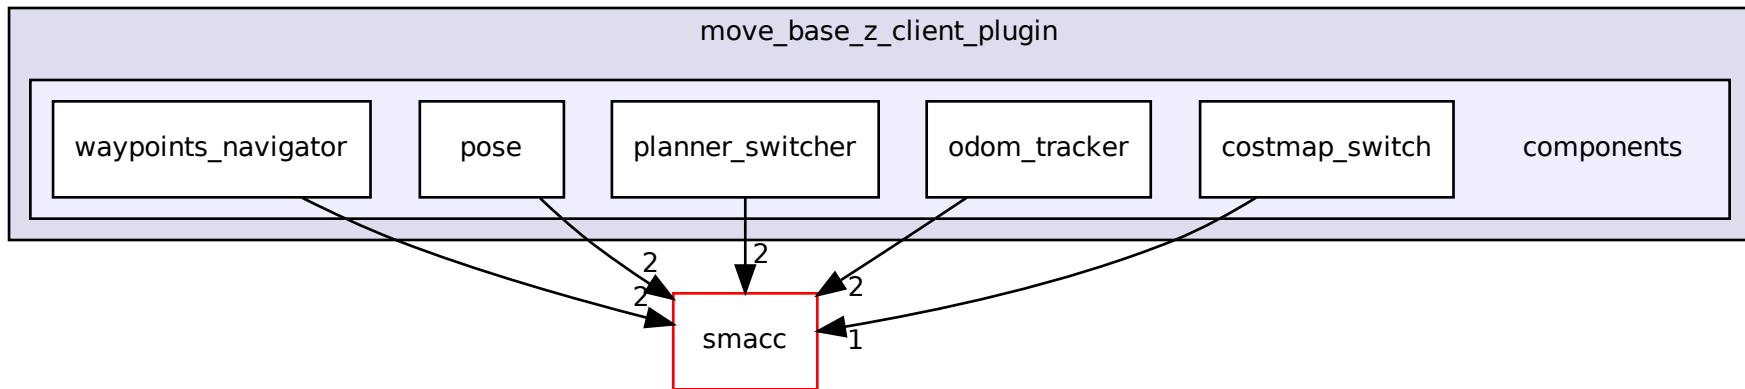 move_base_z_client_plugin
waypoints_navigator
pose
planner_switcher
odom_tracker
costmap_switch
components
2
2
2
2
1
smacc